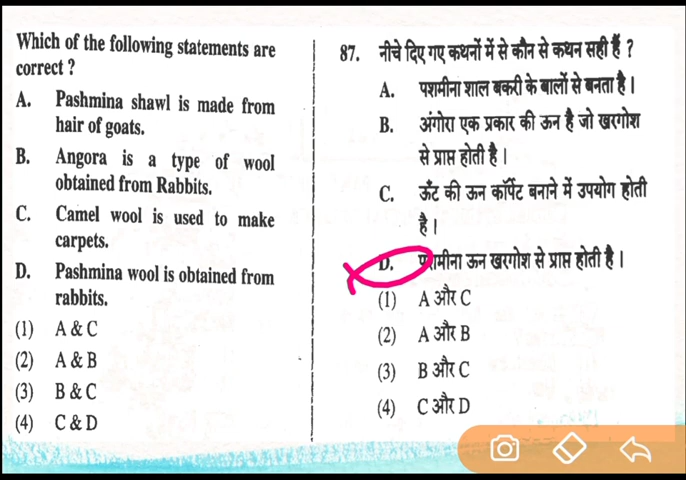 Which of the following statements are
correct ?
A. Pashmina shawl is made from
hair of goats.
B. Angora is a type of wool
obtained from Rabbits.
C. Camel wool is used to make
carpets.
D. Pashmina wool is obtained from
rabbits.
(1) A & C
(2) A & B
(3) B & C
(4) C & D
87. नीचे दिए गए कथनों में से कौन से कथन सही हैं ?
A. पशमीना शाल बकरी के बालों से बनता है।
B. अंगोरा एक प्रकार की ऊन है जो खरगोश
से प्राप्त होती है।
C. ऊँट की ऊन कॉर्पेट बनाने में उपयोग होती
है।
D. पशमीना ऊन खरगोश से प्राप्त होती है।
(1) A और C
(2) A और B
(3) B और C
(4) C और D